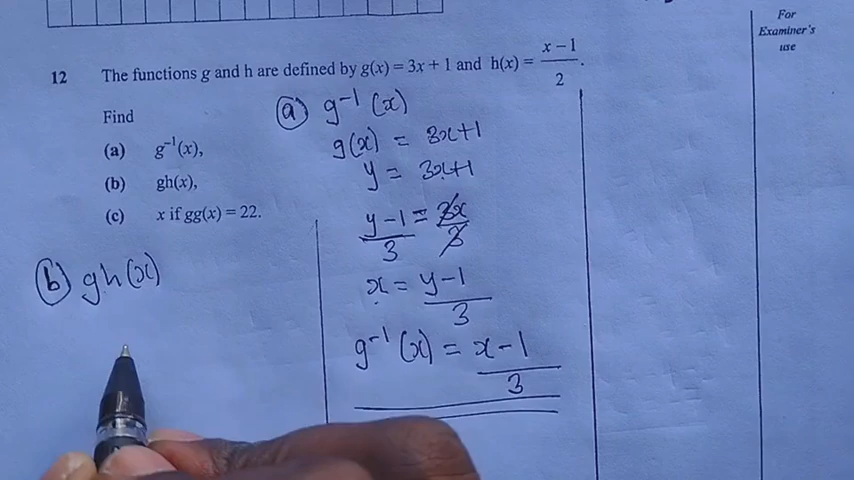 For
Examiner's
use
12 The functions g and h are defined by g(x) = 3x + 1 and h(x) = (x − 1)/2.
Find
(a) g⁻¹(x),
(b) gh(x),
(c) x if gg(x) = 22.
(a) g⁻¹(x)
g(x) = 3x+1
y = 3x+1
(y−1)/3 = 3x/3
x = (y−1)/3
g⁻¹(x) = (x−1)/3
(b) gh(x)